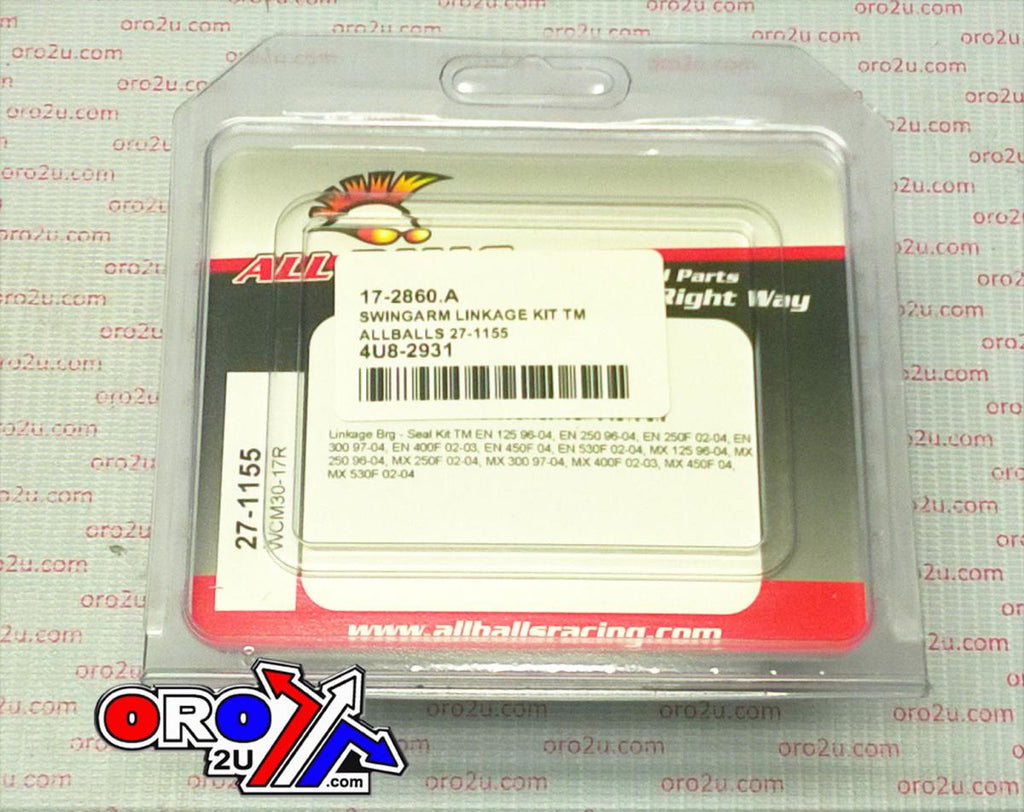 ALL
l Parts
Right Way
17-2860.A
SWINGARM LINKAGE KIT TM
ALLBALLS 27-1155
4U8-2931
Linkage Brg - Seal Kit TM EN 125 96-04, EN 250 96-04, EN 250F 02-04, EN
300 97-04, EN 400F 02-03, EN 450F 04, EN 530F 02-04, MX 125 96-04, MX
250 96-04, MX 250F 02-04, MX 300 97-04, MX 400F 02-03, MX 450F 04,
MX 530F 02-04
27-1155
WCM30-17R
www.allballsracing.com
ORO
2U
.com
oro2u.com